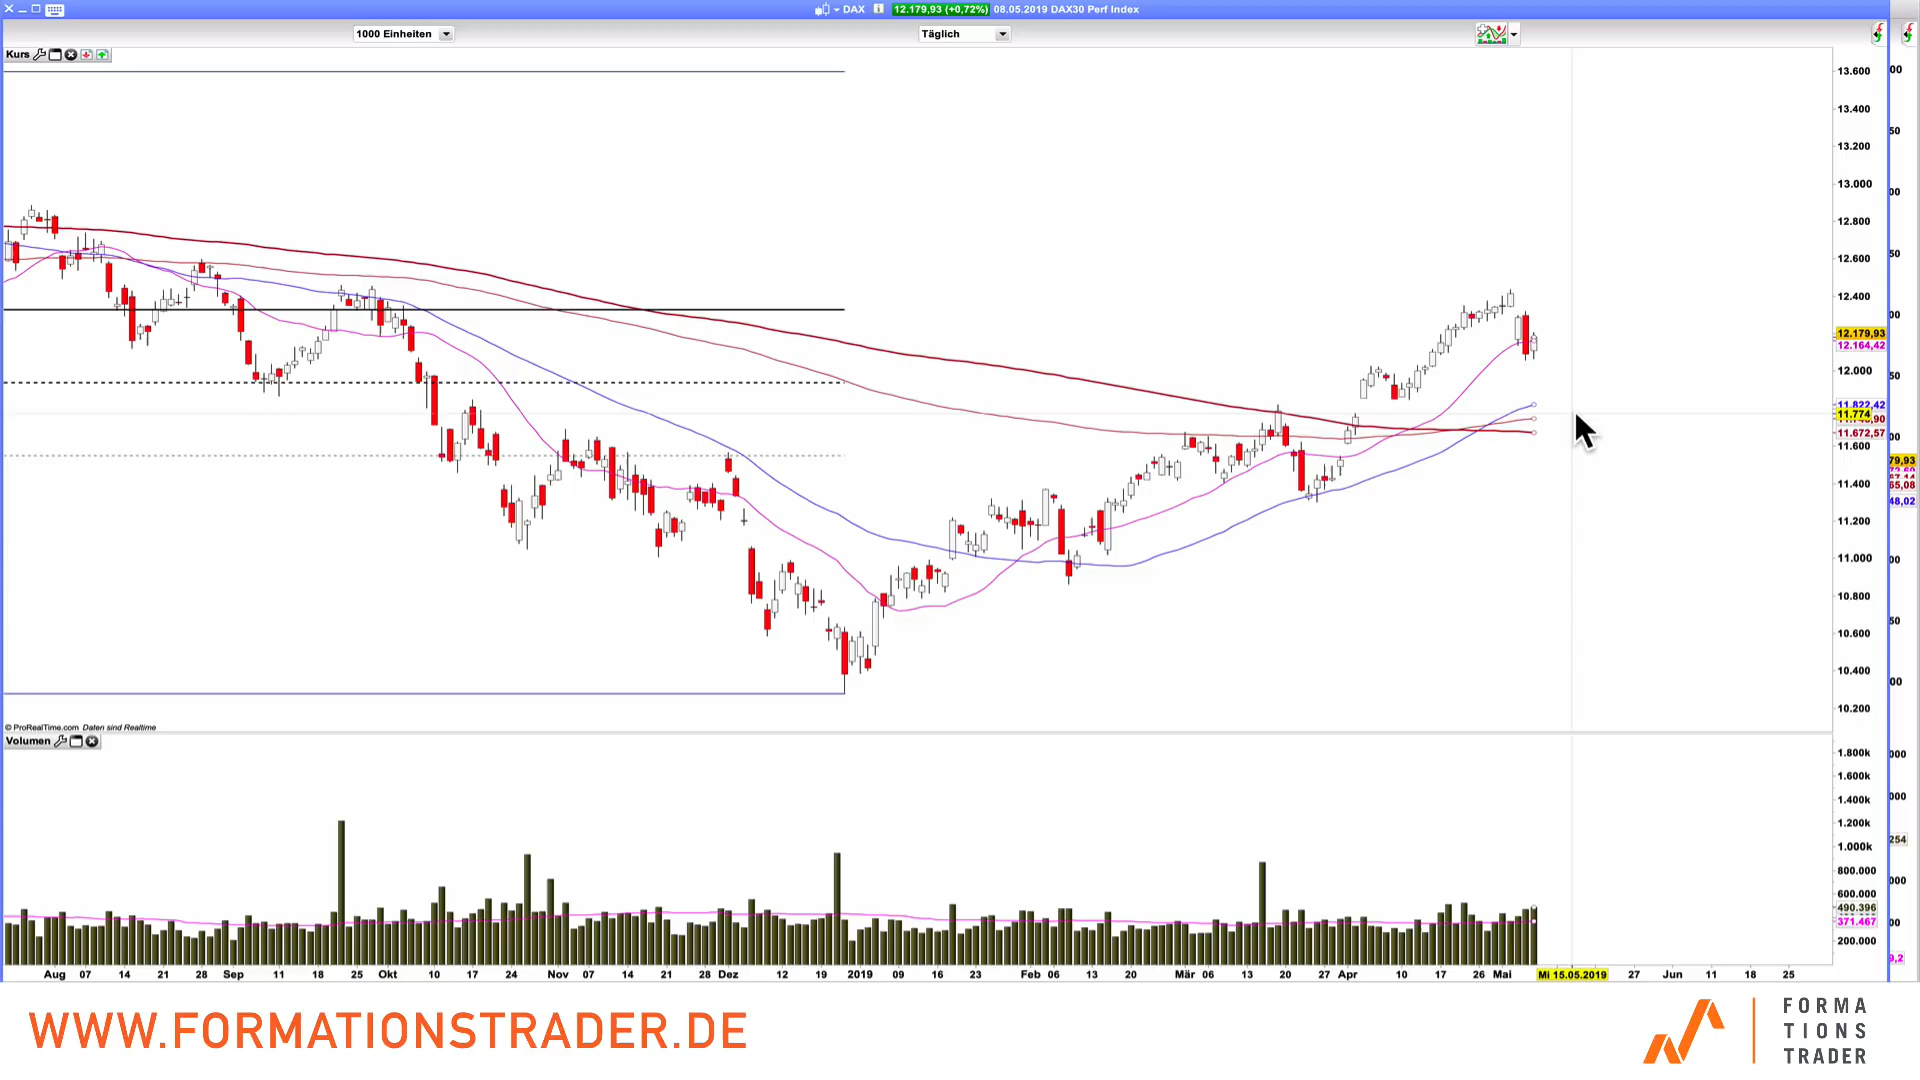 DAX 12.179,93 (+0,72%) 08.05.2019 DAX30 Perf Index
1000 Einheiten
Täglich
Kurs
13.600
13.400
13.200
13.000
12.800
12.600
12.400
12.179,93
12.164,42
12.000
11.822,42
11.774
11.672,57
11.600
11.400
11.200
11.000
10.800
10.600
10.400
10.200
© ProRealTime.com Daten sind Realtime
Volumen
1.800k
1.600k
1.400k
1.200k
1.000k
800.000
600.000
490.396
371.467
200.000
Aug 07 14 21 28 Sep 11 18 25 Okt 10 17 24 Nov 07 14 21 28 Dez 12 19 2019 09 16 23 Feb 06 13 20 Mär 06 13 20 27 Apr 10 17 26 Mai Mi 15.05.2019 27 Jun 11 18 25
WWW.FORMATIONSTRADER.DE
FORMA
TIONS
TRADER